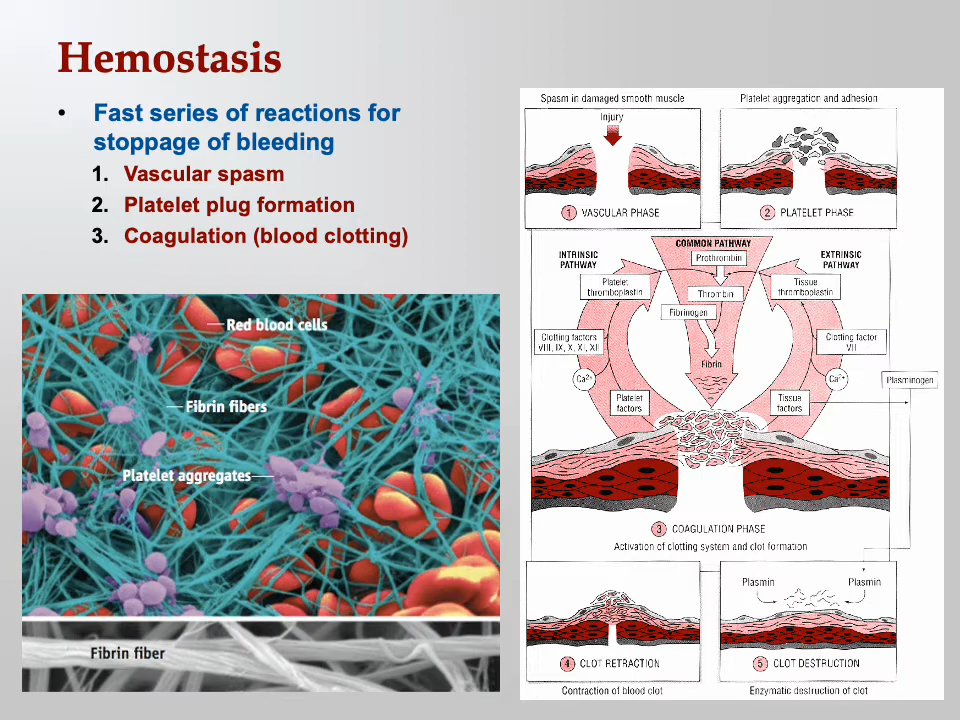 Hemostasis
• Fast series of reactions for
stoppage of bleeding
1. Vascular spasm
2. Platelet plug formation
3. Coagulation (blood clotting)
Red blood cells
Fibrin fibers
Platelet aggregates
Fibrin fiber
Spasm in damaged smooth muscle
Injury
1 VASCULAR PHASE
Platelet aggregation and adhesion
2 PLATELET PHASE
INTRINSIC
PATHWAY
COMMON PATHWAY
EXTRINSIC
PATHWAY
Prothrombin
Platelet
thromboplastin
Thrombin
Tissue
thromboplastin
Fibrinogen
Clotting factors
VIII, IX, X, XI, XII
Clotting factor
VII
Fibrin
Ca2+
Ca2+
Plasminogen
Platelet
factors
Tissue
factors
3 COAGULATION PHASE
Activation of clotting system and clot formation
4 CLOT RETRACTION
Contraction of blood clot
Plasmin
Plasmin
5 CLOT DESTRUCTION
Enzymatic destruction of clot